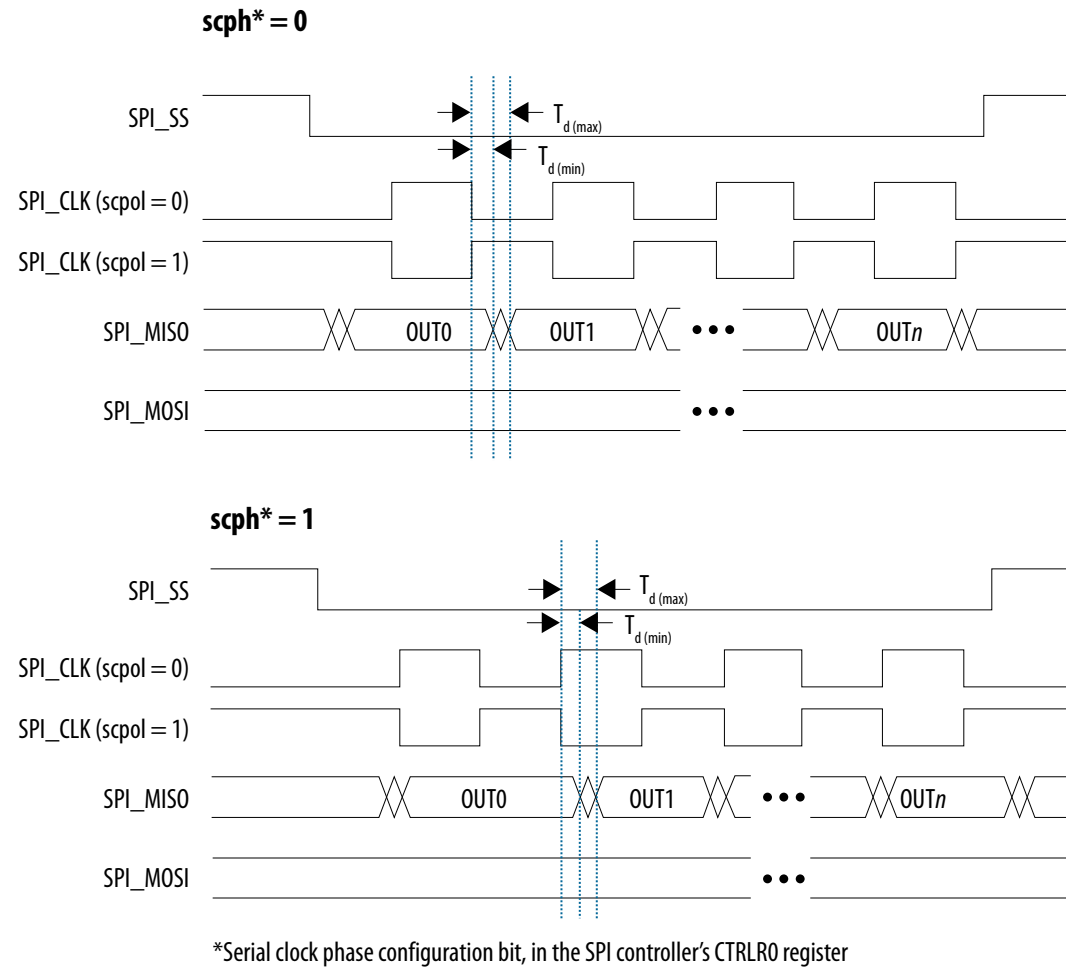 scph* = 0
SPI_SS
T d (max)
T d (min)
SPI_CLK (scpol = 0)
SPI_CLK (scpol = 1)
SPI_MISO OUT0 OUT1 ••• OUTn
SPI_MOSI •••
scph* = 1
SPI_SS
T d (max)
T d (min)
SPI_CLK (scpol = 0)
SPI_CLK (scpol = 1)
SPI_MISO OUT0 OUT1 ••• OUTn
SPI_MOSI •••
*Serial clock phase configuration bit, in the SPI controller’s CTRLR0 register